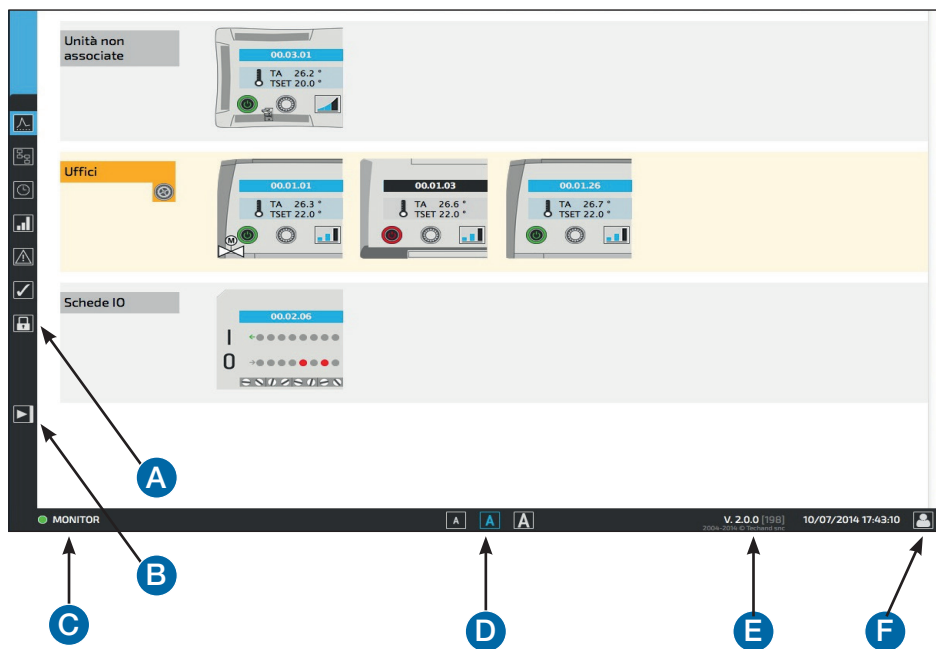 Unità non
associate
00.03.01
TA 26.2 °
TSET 20.0 °
Uffici
00.01.01
TA 26.3 °
TSET 22.0 °
M
00.01.03
TA 26.6 °
TSET 22.0 °
00.01.26
TA 26.7 °
TSET 22.0 °
Schede IO
00.02.06
I
O
A
B
MONITOR
A A A
V. 2.0.0 [198]
2004-2014 © Techend snc
10/07/2014 17:43:10
C
D
E
F